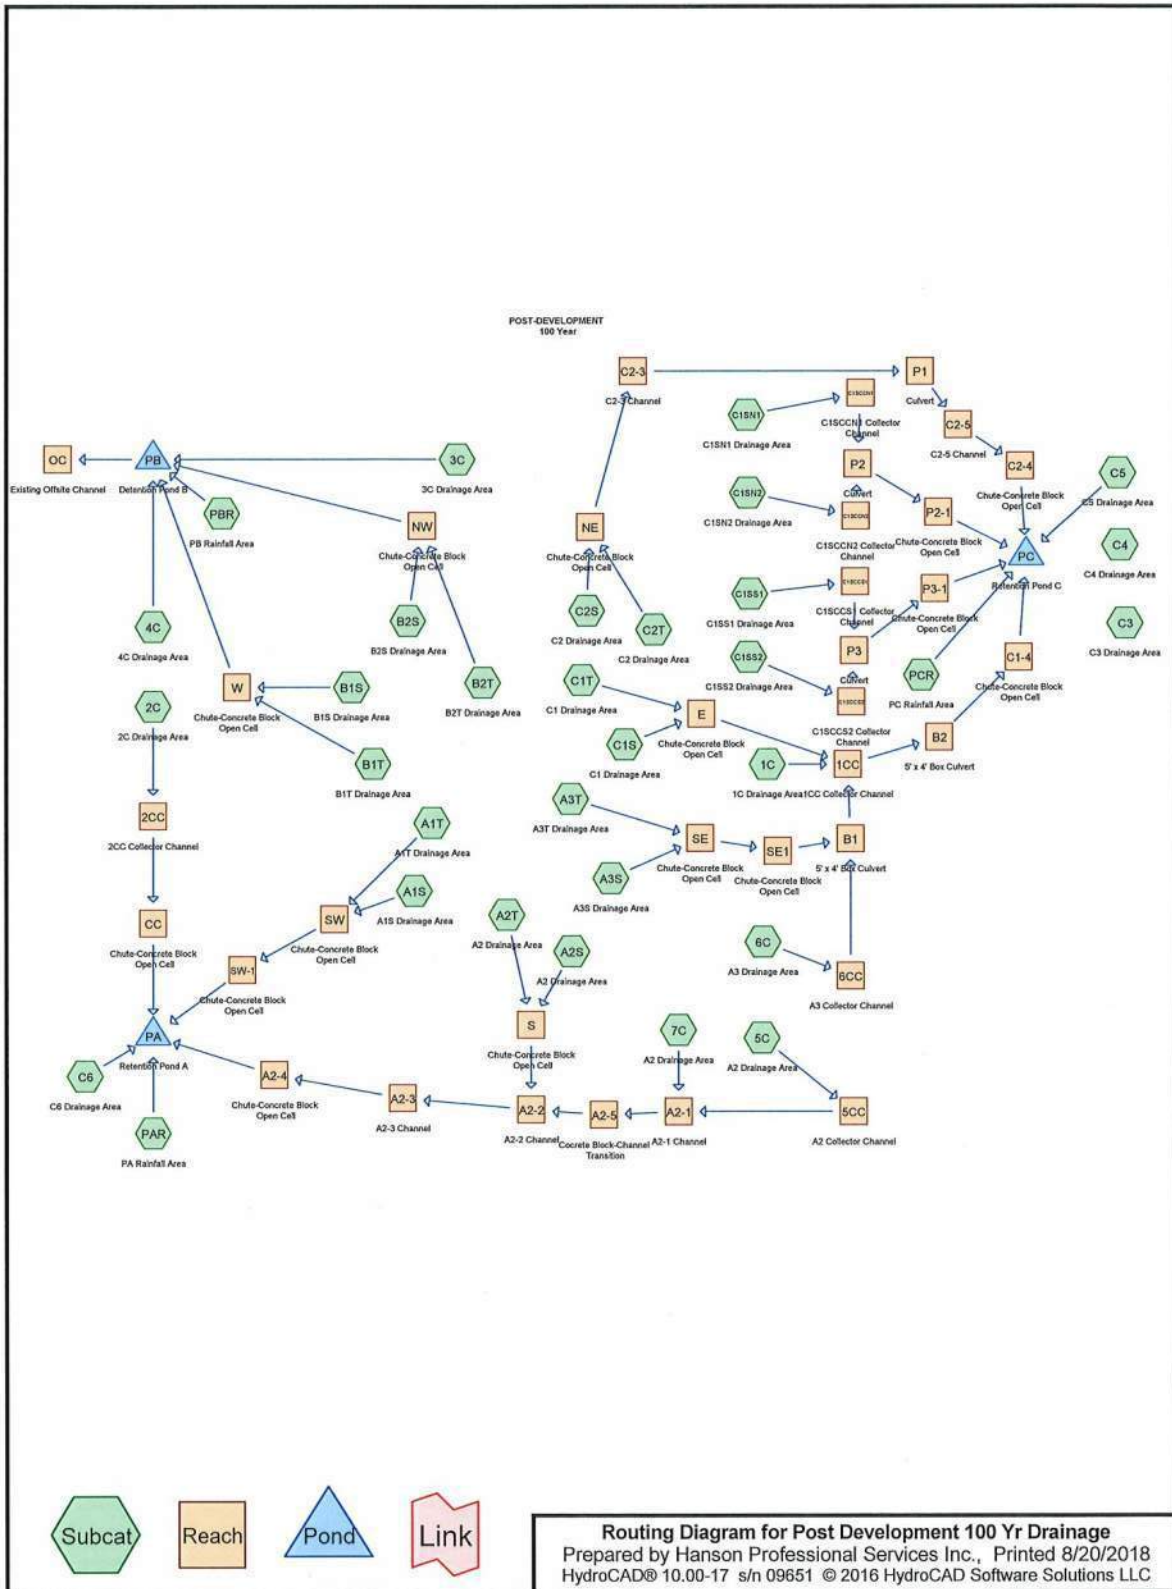 POST-DEVELOPMENT
100 Year
C2-3
C2-3 Channel
P1
Culvert
C1SN1
C1SN1 Drainage Area
C1SCCN1
C1SCCN1 Collector
Channel
C2-5
C2-5 Channel
OC
Existing Offsite Channel
PB
Detention Pond B
3C
3C Drainage Area
P2
Culvert
C2-4
Chute-Concrete Block
Open Cell
C5
C5 Drainage Area
PBR
PB Rainfall Area
NW
Chute-Concrete Block
Open Cell
NE
Chute-Concrete Block
Open Cell
C1SN2
C1SN2 Drainage Area
C1SCCN2
C1SCCN2 Collector
Channel
P2-1
Chute-Concrete Block
Open Cell
PC
Retention Pond C
C4
C4 Drainage Area
4C
4C Drainage Area
B2S
B2S Drainage Area
C2S
C2 Drainage Area
C2T
C2 Drainage Area
C1SS1
C1SS1 Drainage Area
C1SCCS1
C1SCCS1 Collector
Channel
P3-1
Chute-Concrete Block
Open Cell
C3
C3 Drainage Area
W
Chute-Concrete Block
Open Cell
B1S
B1S Drainage Area
B2T
B2T Drainage Area
C1T
C1 Drainage Area
C1SS2
C1SS2 Drainage Area
P3
Culvert
PCR
PC Rainfall Area
C1-4
Chute-Concrete Block
Open Cell
2C
2C Drainage Area
E
Chute-Concrete Block
Open Cell
C1SCCS2
C1SCCS2 Collector
Channel
B2
5' x 4' Box Culvert
B1T
B1T Drainage Area
C1S
C1 Drainage Area
1C
1C Drainage Area
1CC
1CC Collector Channel
2CC
2CC Collector Channel
A1T
A1T Drainage Area
A3T
A3T Drainage Area
SE
Chute-Concrete Block
Open Cell
SE1
Chute-Concrete Block
Open Cell
B1
5' x 4' Box Culvert
A1S
A1S Drainage Area
A3S
A3S Drainage Area
CC
Chute-Concrete Block
Open Cell
SW
Chute-Concrete Block
Open Cell
A2T
A2 Drainage Area
A2S
A2 Drainage Area
6C
A3 Drainage Area
6CC
A3 Collector Channel
SW-1
Chute-Concrete Block
Open Cell
PA
Retention Pond A
S
Chute-Concrete Block
Open Cell
7C
A2 Drainage Area
5C
A2 Drainage Area
C6
C6 Drainage Area
A2-4
Chute-Concrete Block
Open Cell
A2-3
A2-3 Channel
A2-2
A2-2 Channel
A2-5
Cocrete Block-Channel
Transition
A2-1
A2-1 Channel
5CC
A2 Collector Channel
PAR
PA Rainfall Area
Subcat
Reach
Pond
Link
Routing Diagram for Post Development 100 Yr Drainage
Prepared by Hanson Professional Services Inc., Printed 8/20/2018
HydroCAD® 10.00-17 s/n 09651 © 2016 HydroCAD Software Solutions LLC